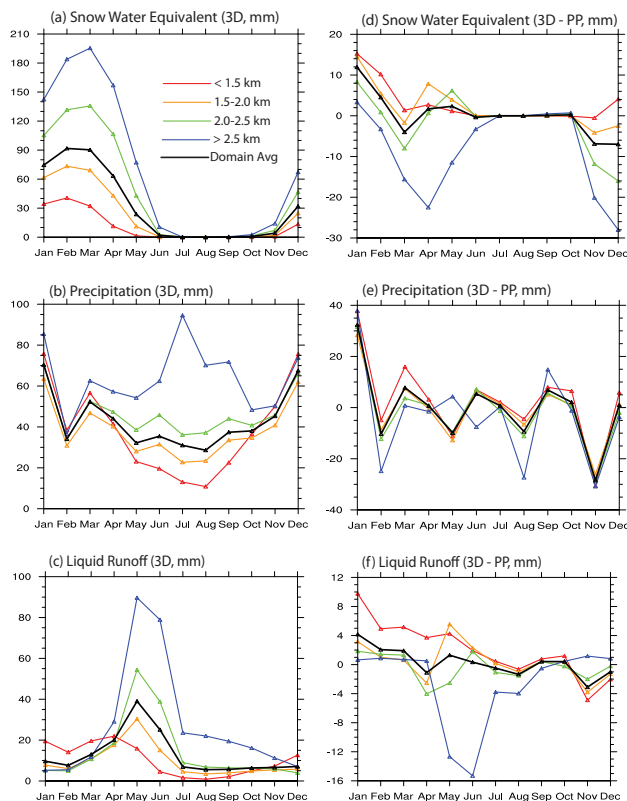 (a) Snow Water Equivalent (3D, mm)
210
180
150
120
90
60
30
0
< 1.5 km
1.5-2.0 km
2.0-2.5 km
> 2.5 km
Domain Avg
Jan Feb Mar Apr May Jun Jul Aug Sep Oct Nov Dec
(d) Snow Water Equivalent (3D - PP, mm)
20
10
0
-10
-20
-30
Jan Feb Mar Apr May Jun Jul Aug Sep Oct Nov Dec
(b) Precipitation (3D, mm)
100
80
60
40
20
0
Jan Feb Mar Apr May Jun Jul Aug Sep Oct Nov Dec
(e) Precipitation (3D - PP, mm)
40
20
0
-20
-40
Jan Feb Mar Apr May Jun Jul Aug Sep Oct Nov Dec
(c) Liquid Runoff (3D, mm)
100
80
60
40
20
0
Jan Feb Mar Apr May Jun Jul Aug Sep Oct Nov Dec
(f) Liquid Runoff (3D - PP, mm)
12
8
4
0
-4
-8
-12
-16
Jan Feb Mar Apr May Jun Jul Aug Sep Oct Nov Dec